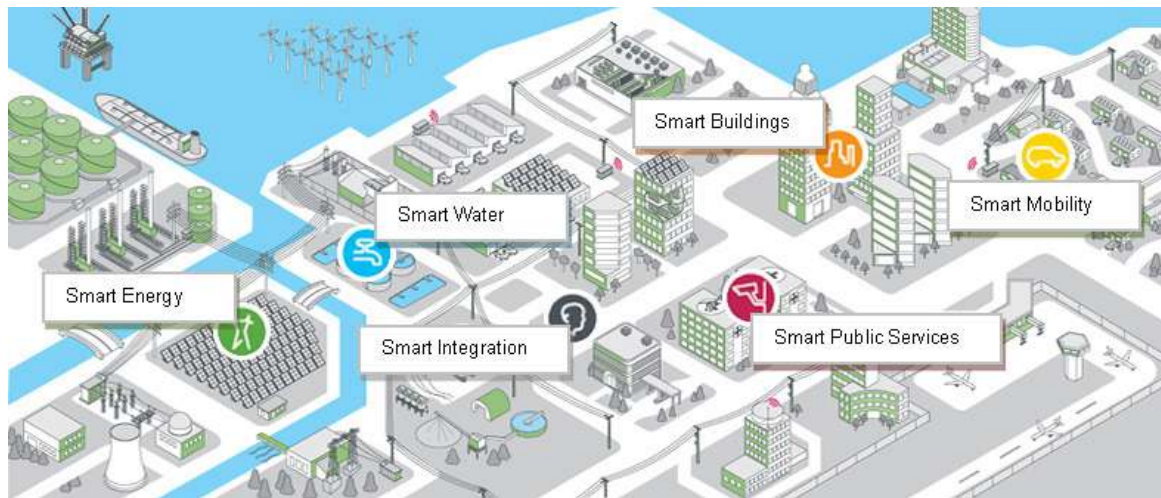 Smart Buildings
Smart Water
Smart Mobility
Smart Energy
Smart Integration
Smart Public Services